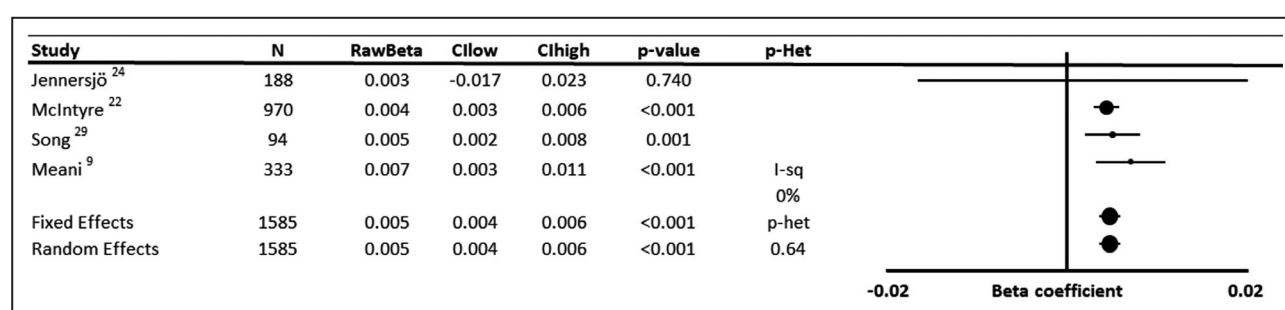 Study N RawBeta CIlow CIhigh p-value p-Het
Jennersjö 24 188 0.003 -0.017 0.023 0.740
McIntyre 22 970 0.004 0.003 0.006 <0.001
Song 29 94 0.005 0.002 0.008 0.001
Meani 9 333 0.007 0.003 0.011 <0.001 I-sq
0%
Fixed Effects 1585 0.005 0.004 0.006 <0.001 p-het
Random Effects 1585 0.005 0.004 0.006 <0.001 0.64
-0.02 Beta coefficient 0.02